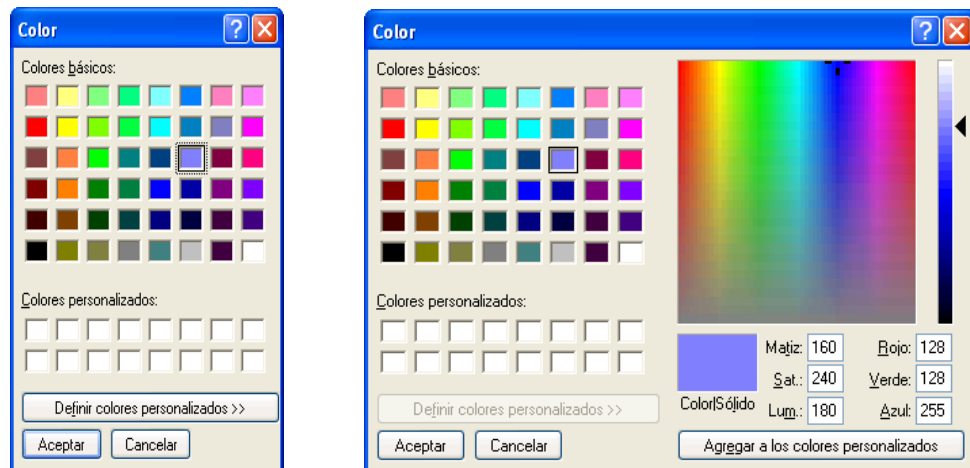 Color
Colores básicos:
Colores personalizados:
Definir colores personalizados >>
Aceptar Cancelar
Color
Colores básicos:
Colores personalizados:
Definir colores personalizados >>
Aceptar Cancelar
Color|Sólido
Matiz: 160 Rojo: 128
Sat.: 240 Verde: 128
Lum.: 180 Azul: 255
Agregar a los colores personalizados